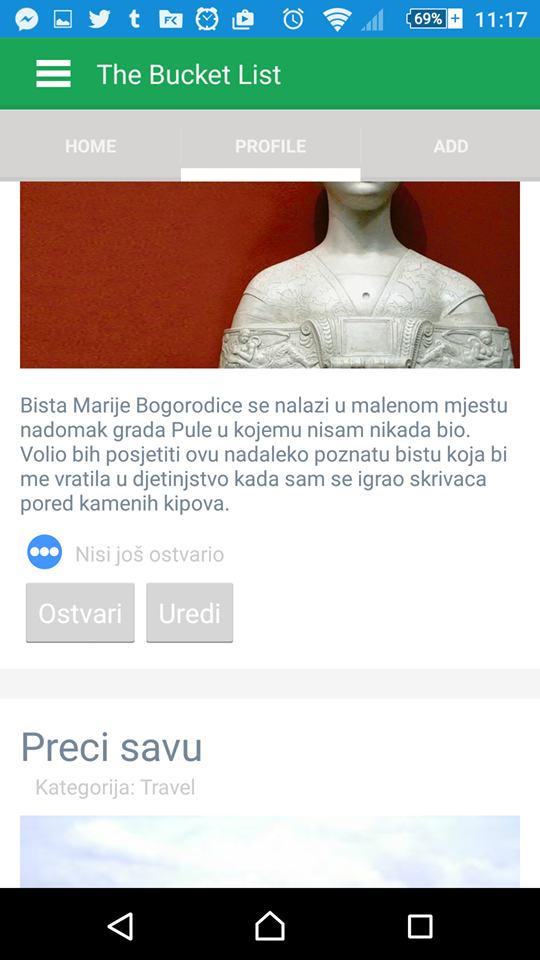 69% 11:17
The Bucket List
HOME PROFILE ADD
Bista Marije Bogorodice se nalazi u malenom mjestu
nadomak grada Pule u kojemu nisam nikada bio.
Volio bih posjetiti ovu nadaleko poznatu bistu koja bi
me vratila u djetinjstvo kada sam se igrao skrivaca
pored kamenih kipova.
Nisi još ostvario
Ostvari Uredi
Preci savu
Kategorija: Travel